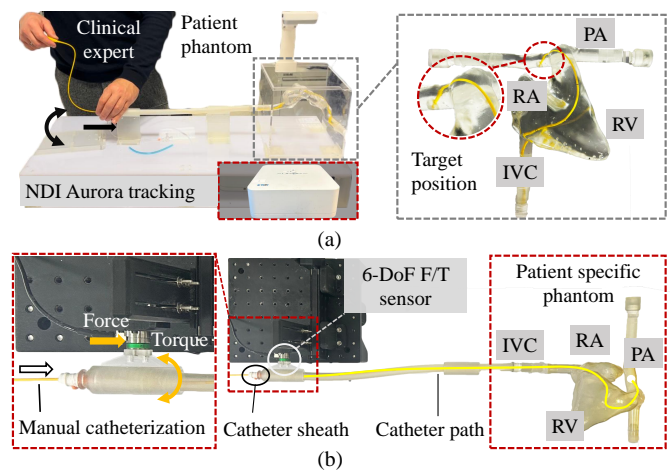 Clinical
expert
Patient
phantom
NDI Aurora tracking
PA
RA
RV
Target
position
IVC
(a)
6-DoF F/T
sensor
Patient specific
phantom
Force
Torque
IVC
RA
PA
RV
Manual catheterization
Catheter sheath
Catheter path
(b)